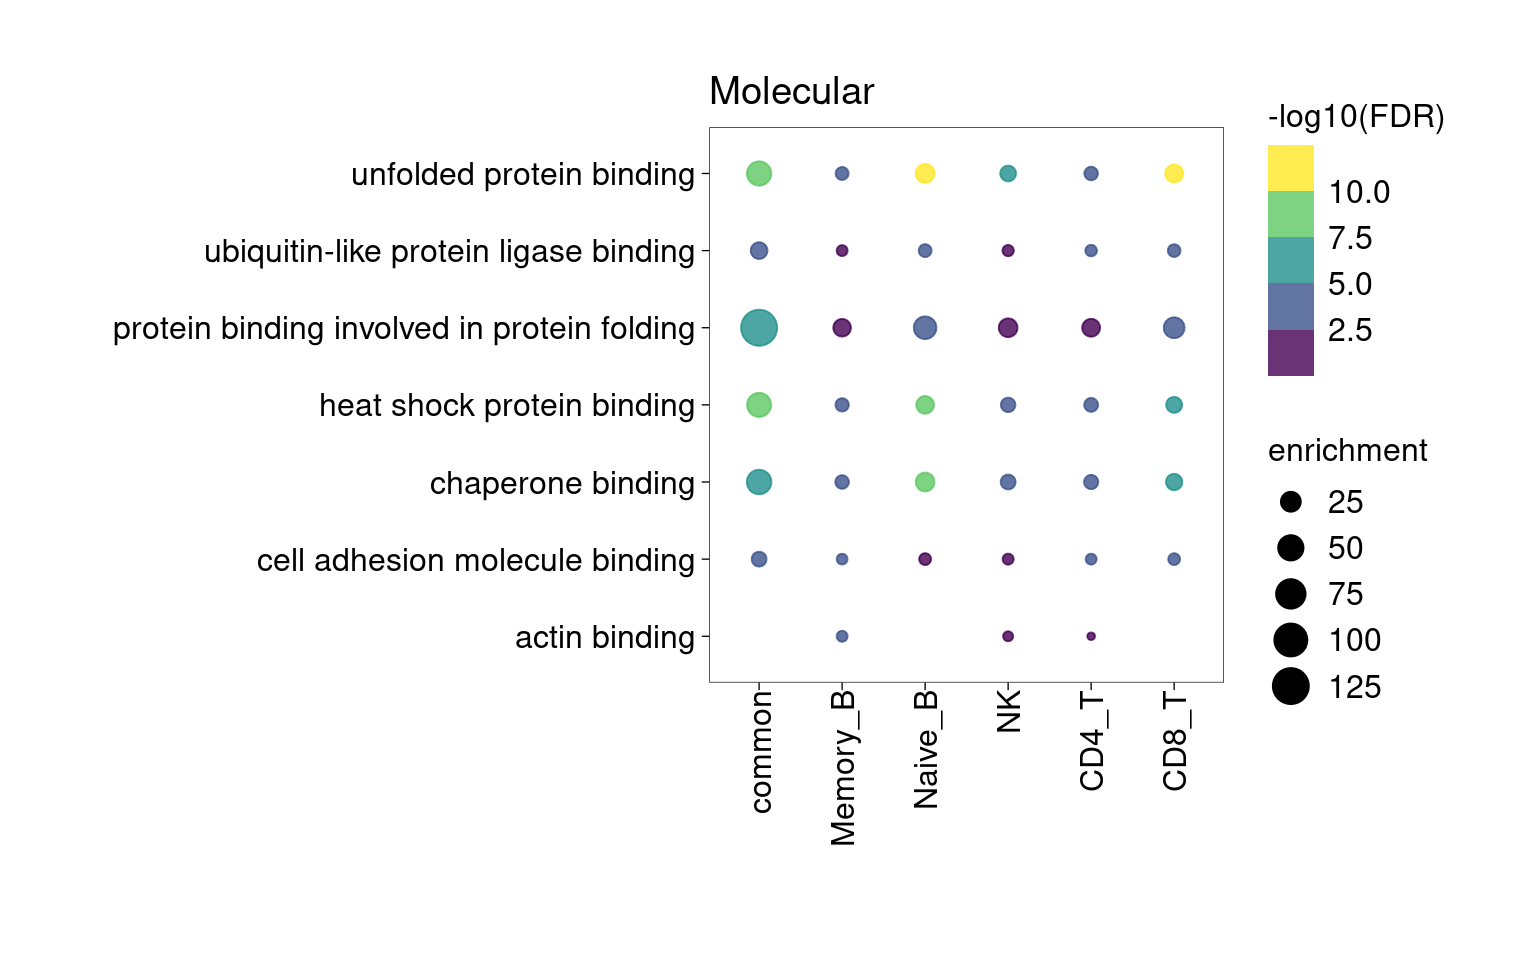 Molecular
unfolded protein binding
ubiquitin-like protein ligase binding
protein binding involved in protein folding
heat shock protein binding
chaperone binding
cell adhesion molecule binding
actin binding
common
Memory_B
Naive_B
NK
CD4_T
CD8_T
-log10(FDR)
10.0
7.5
5.0
2.5
enrichment
25
50
75
100
125